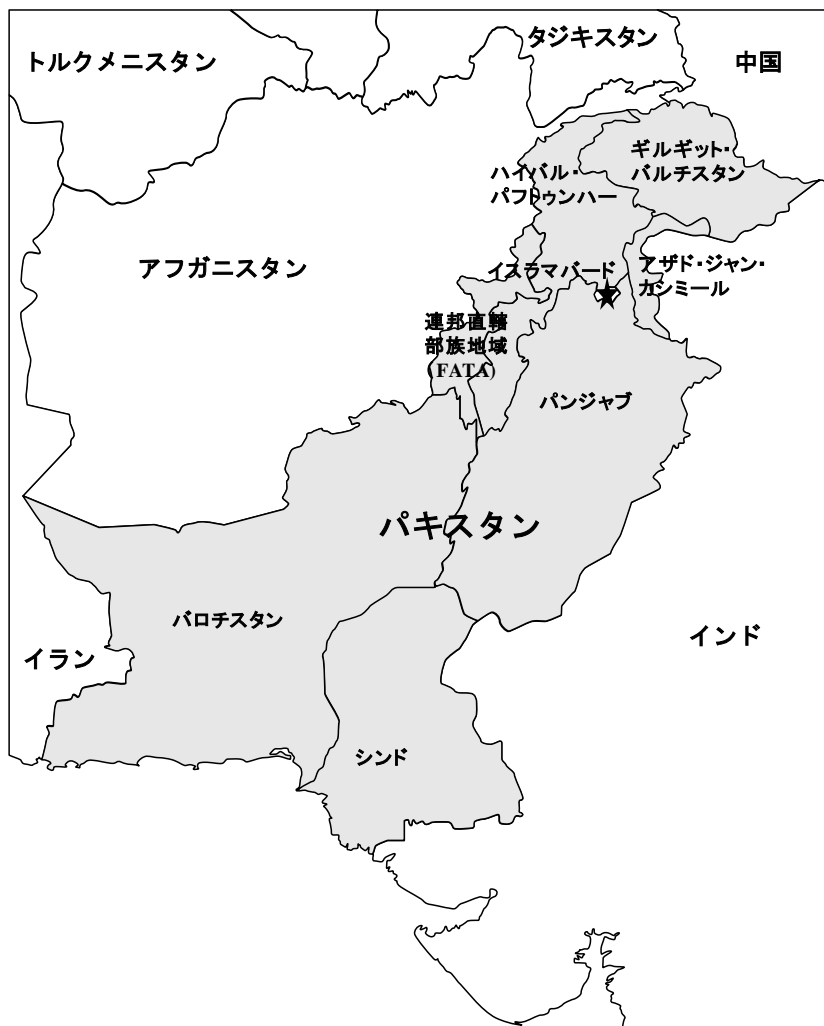 タジキスタン
トルクメニスタン
中国
ギルギット・
バルチスタン
ハイバル・
パフトゥンハー
アフガニスタン
イスラマバード
アザド・ジャン・
カシミール
連邦直轄
部族地域
(FATA)
パンジャブ
パキスタン
バロチスタン
インド
イラン
シンド